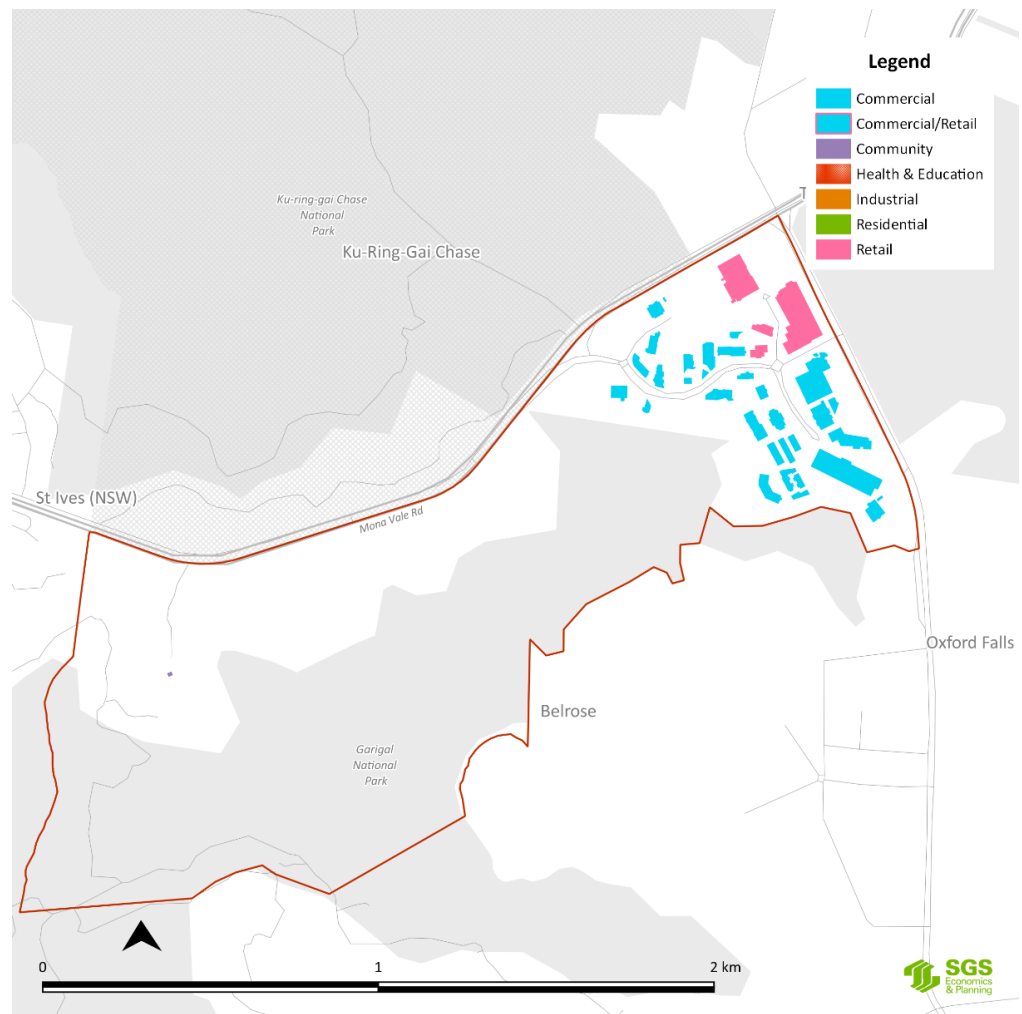 Legend
Commercial
Commercial/Retail
Community
Health & Education
Industrial
Residential
Retail
Ku-ring-gai Chase
National
Park
Ku-Ring-Gai Chase
St Ives (NSW)
Mona Vale Rd
Oxford Falls
Belrose
Garigal
National
Park
0
1
2 km
SGS
Economics
& Planning